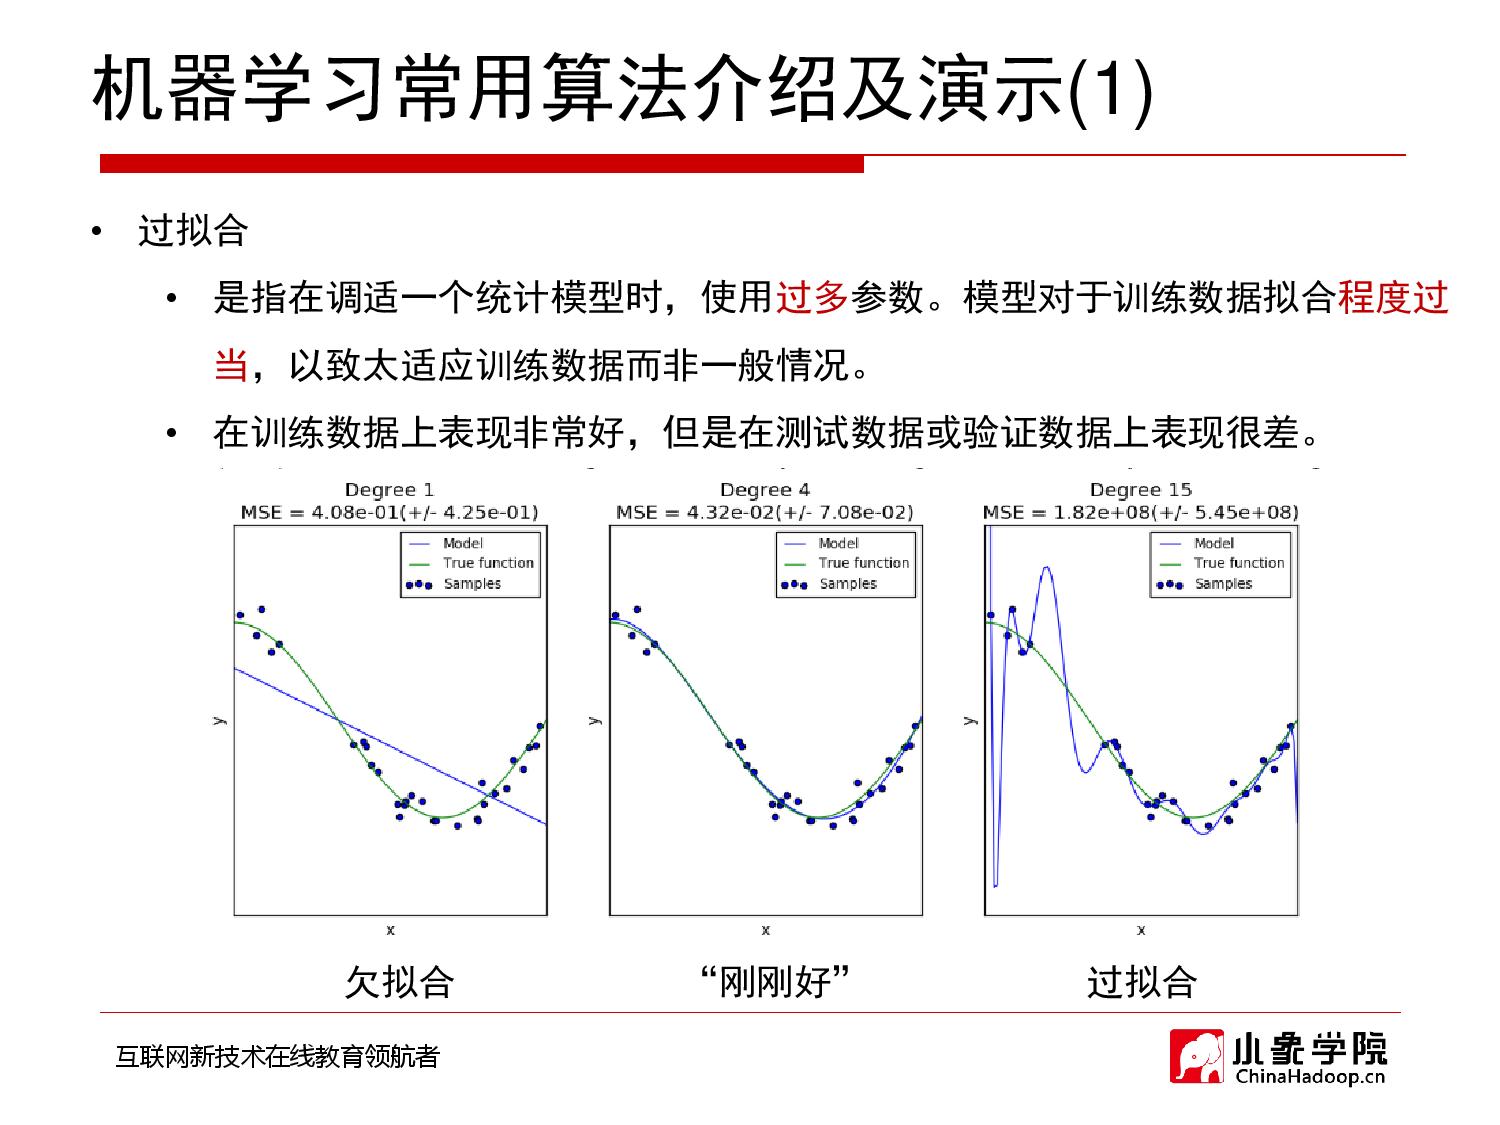 机器学习常用算法介绍及演示(1)
• 过拟合
• 是指在调适一个统计模型时，使用过多参数。模型对于训练数据拟合程度过
当，以致太适应训练数据而非一般情况。
• 在训练数据上表现非常好，但是在测试数据或验证数据上表现很差。
Degree 1
MSE = 4.08e-01(+/- 4.25e-01)
Model
True function
Samples
y
x
Degree 4
MSE = 4.32e-02(+/- 7.08e-02)
Model
True function
Samples
y
x
Degree 15
MSE = 1.82e+08(+/- 5.45e+08)
Model
True function
Samples
y
x
欠拟合
“刚刚好”
过拟合
互联网新技术在线教育领航者
小象学院
ChinaHadoop.cn